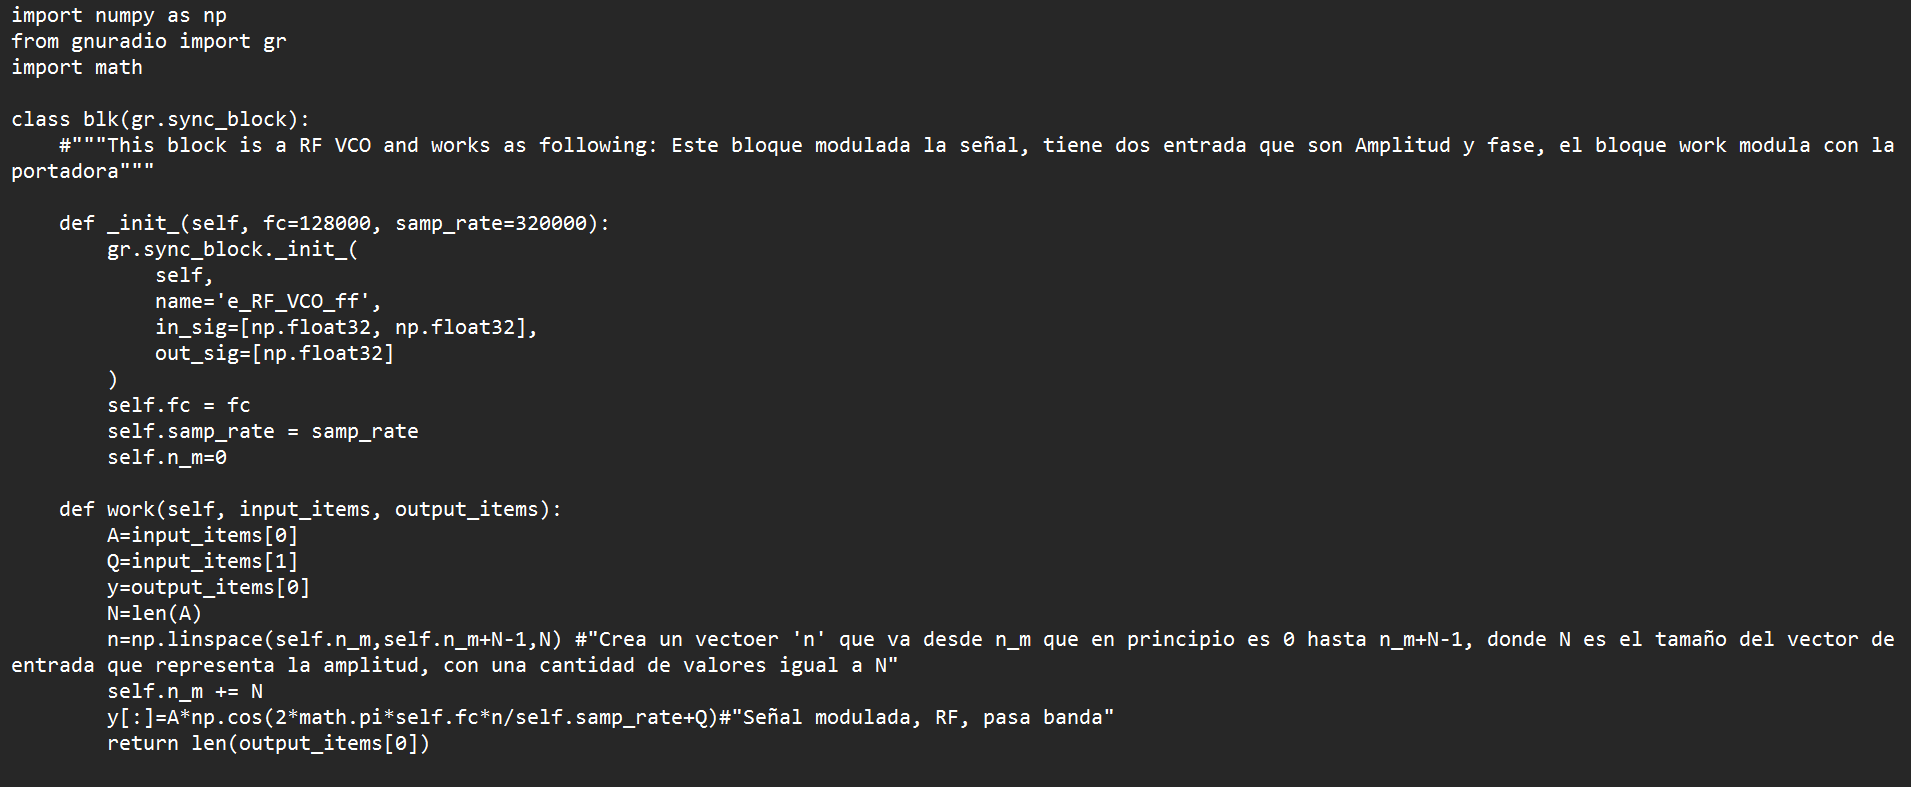 import numpy as np
from gnuradio import gr
import math
class blk(gr.sync_block):
    #"""This block is a RF VCO and works as following: Este bloque modulada la señal, tiene dos entrada que son Amplitud y fase, el bloque work modula con la
portadora"""
    def _init_(self, fc=128000, samp_rate=320000):
        gr.sync_block._init_(
            self,
            name='e_RF_VCO_ff',
            in_sig=[np.float32, np.float32],
            out_sig=[np.float32]
        )
        self.fc = fc
        self.samp_rate = samp_rate
        self.n_m=0
    def work(self, input_items, output_items):
        A=input_items[0]
        Q=input_items[1]
        y=output_items[0]
        N=len(A)
        n=np.linspace(self.n_m,self.n_m+N-1,N) #"Crea un vectoer 'n' que va desde n_m que en principio es 0 hasta n_m+N-1, donde N es el tamaño del vector de
entrada que representa la amplitud, con una cantidad de valores igual a N"
        self.n_m += N
        y[:]=A*np.cos(2*math.pi*self.fc*n/self.samp_rate+Q)#"Señal modulada, RF, pasa banda"
        return len(output_items[0])